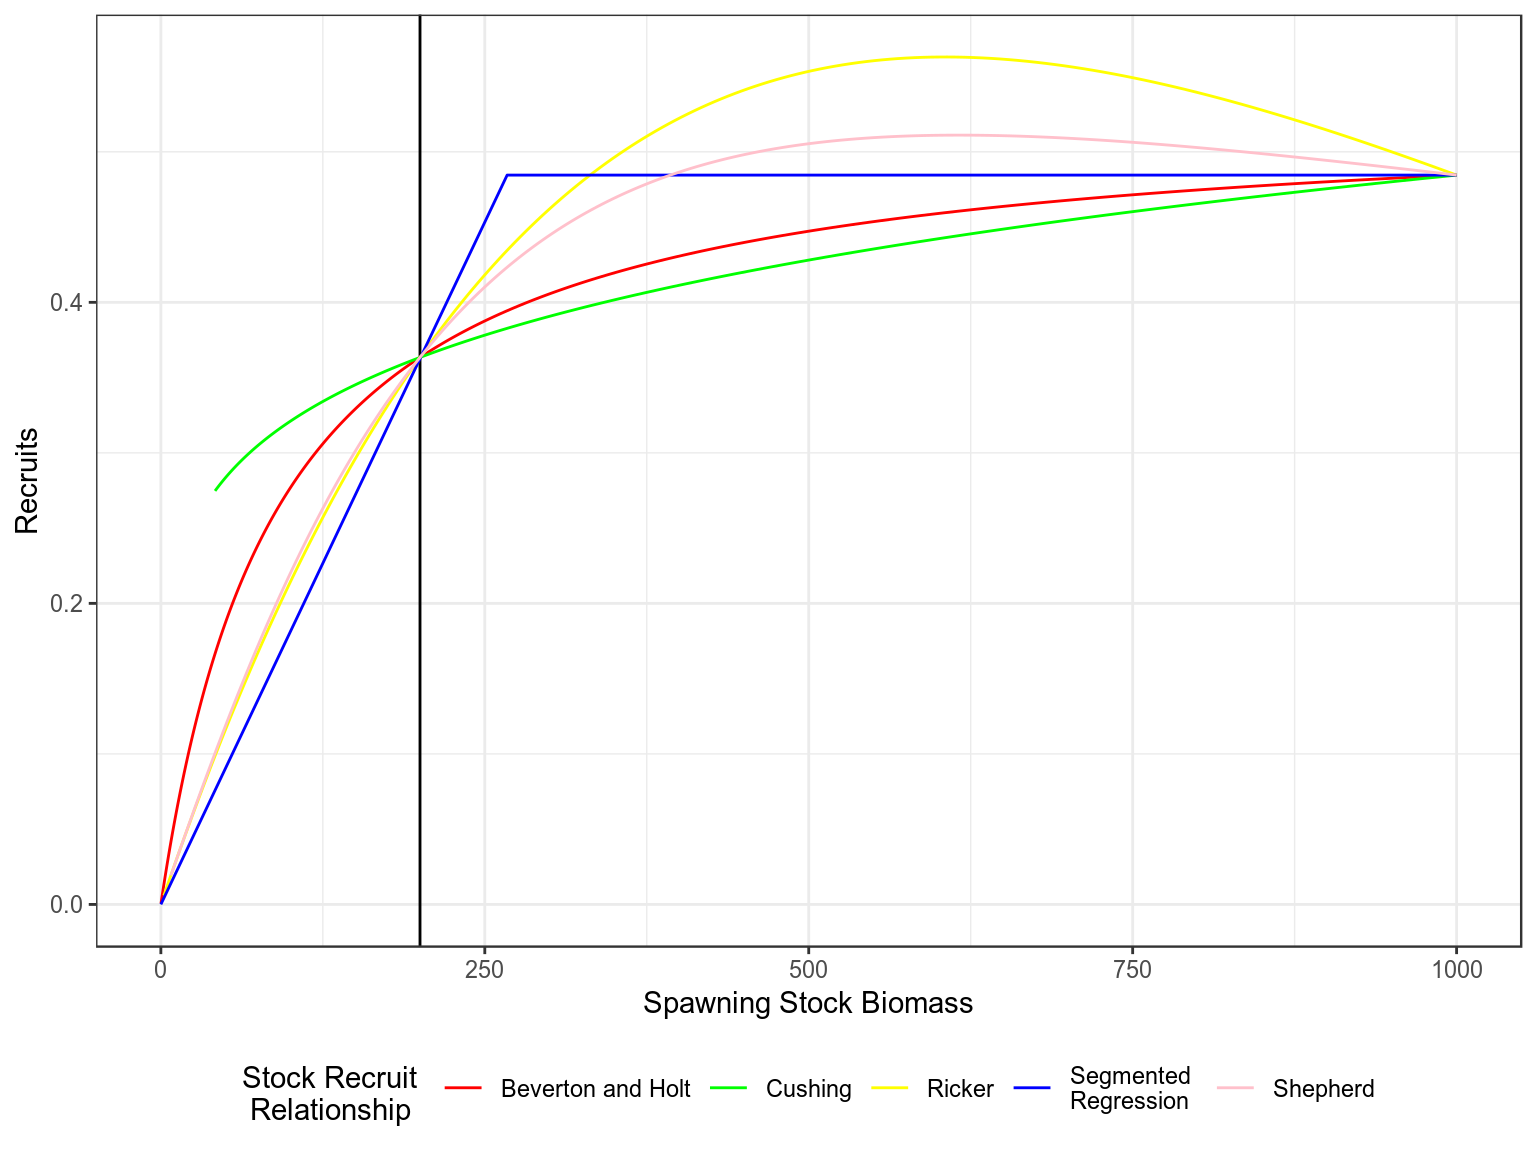 0.4
0.2
0.0
Recruits
0
250
500
750
1000
Spawning Stock Biomass
Stock Recruit
Relationship
Beverton and Holt
Cushing
Ricker
Segmented
Regression
Shepherd